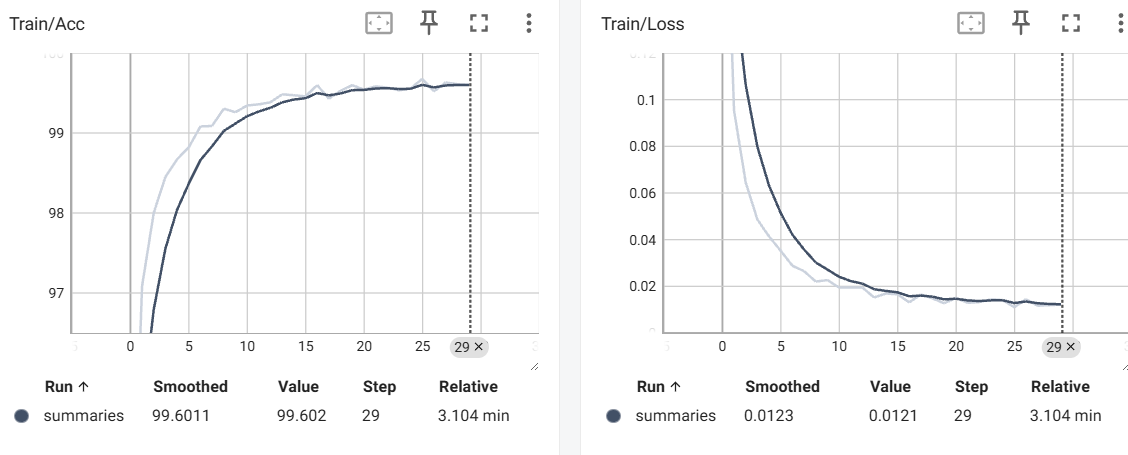 Train/Acc
99
98
97
0 5 10 15 20 25 29 ×
Run ↑ Smoothed Value Step Relative
summaries 99.6011 99.602 29 3.104 min
Train/Loss
0.12
0.1
0.08
0.06
0.04
0.02
0
0 5 10 15 20 25 29 ×
Run ↑ Smoothed Value Step Relative
summaries 0.0123 0.0121 29 3.104 min